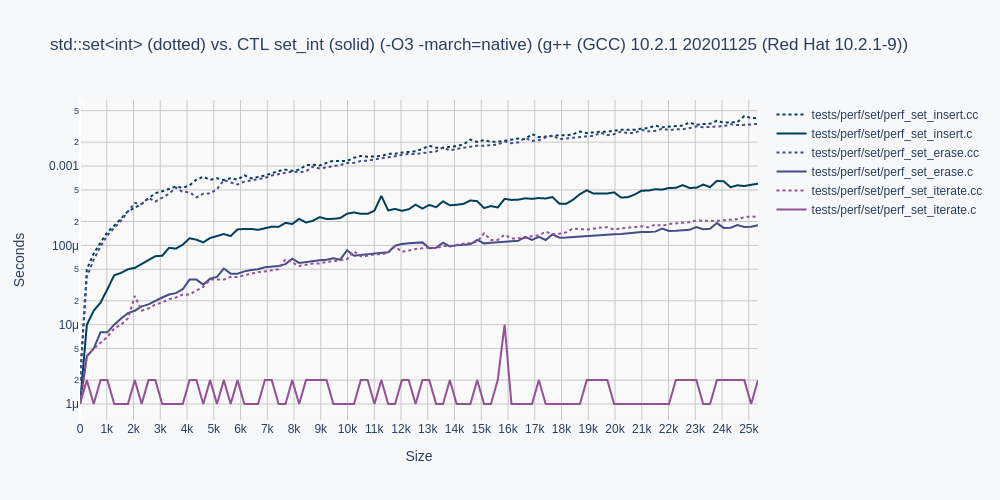 std::set<int> (dotted) vs. CTL set_int (solid) (-O3 -march=native) (g++ (GCC) 10.2.1 20201125 (Red Hat 10.2.1-9))
5
2
0.001
5
2
100μ
5
2
10μ
5
2
1μ
Seconds
0 1k 2k 3k 4k 5k 6k 7k 8k 9k 10k 11k 12k 13k 14k 15k 16k 17k 18k 19k 20k 21k 22k 23k 24k 25k
Size
tests/perf/set/perf_set_insert.cc
tests/perf/set/perf_set_insert.c
tests/perf/set/perf_set_erase.cc
tests/perf/set/perf_set_erase.c
tests/perf/set/perf_set_iterate.cc
tests/perf/set/perf_set_iterate.c